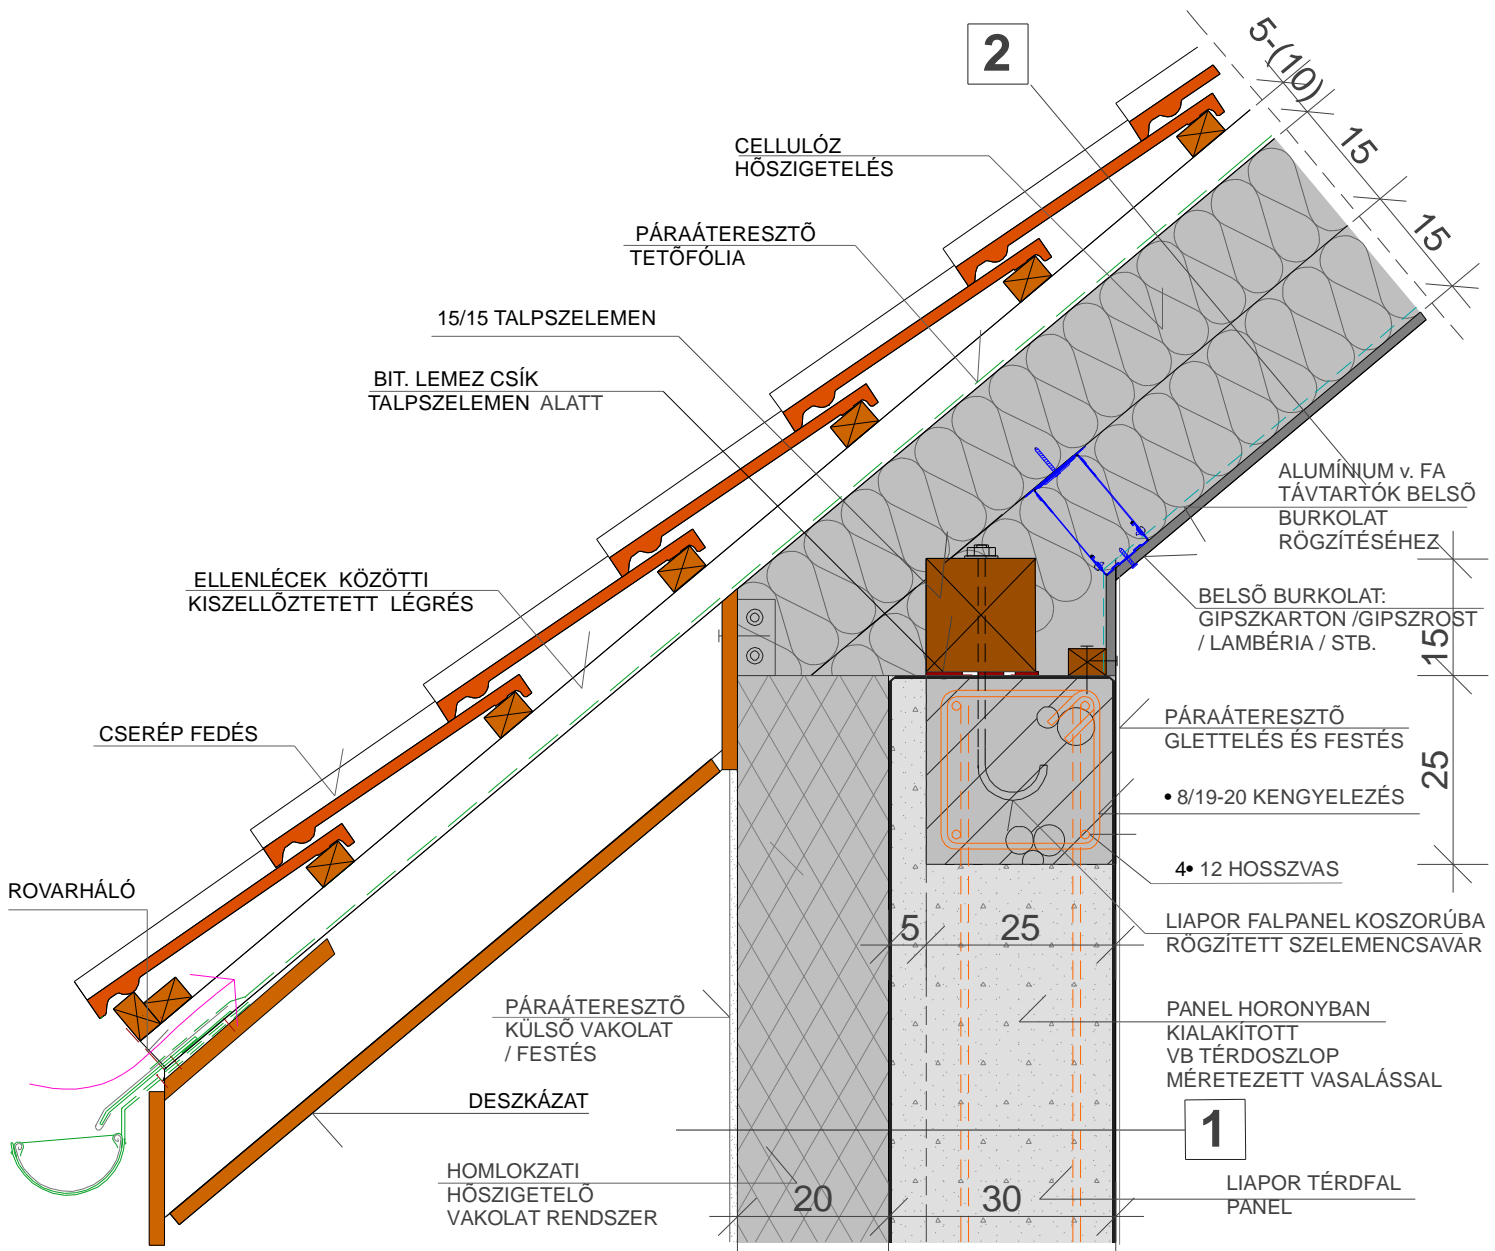 2
5-(10)
15
15
CELLULÓZ
HÕSZIGETELÉS
PÁRAÁTERESZTÕ
TETÕFÓLIA
15/15 TALPSZELEMEN
BIT. LEMEZ CSÍK
TALPSZELEMEN ALATT
ELLENLÉCEK KÖZÖTTI
KISZELLÕZTETETT LÉGRÉS
CSERÉP FEDÉS
ROVARHÁLÓ
ALUMÍNIUM v. FA
TÁVTARTÓK BELSÕ
BURKOLAT
RÖGZÍTÉSÉHEZ
BELSÕ BURKOLAT:
GIPSZKARTON /GIPSZROST
/ LAMBÉRIA / STB.
15
PÁRAÁTERESZTÕ
GLETTELÉS ÉS FESTÉS
25
• 8/19-20 KENGYELEZÉS
4• 12 HOSSZVAS
LIAPOR FALPANEL KOSZORÚBA
RÖGZÍTETT SZELEMENCSAVAR
5
25
PÁRAÁTERESZTÕ
KÜLSÕ VAKOLAT
/ FESTÉS
PANEL HORONYBAN
KIALAKÍTOTT
VB TÉRDOSZLOP
MÉRETEZETT VASALÁSSAL
DESZKÁZAT
1
HOMLOKZATI
HÕSZIGETELÕ
VAKOLAT RENDSZER
20
30
LIAPOR TÉRDFAL
PANEL